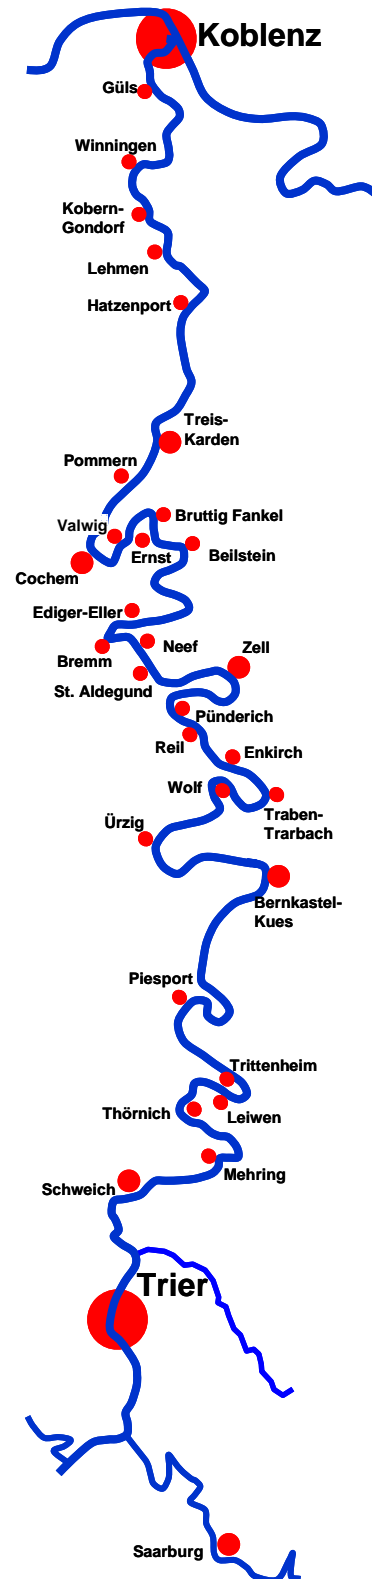 Koblenz
Güls
Winningen
Kobern-
Gondorf
Lehmen
Hatzenport
Treis-
Karden
Pommern
Bruttig Fankel
Valwig
Ernst
Beilstein
Cochem
Ediger-Eller
Neef
Zell
Bremm
St. Aldegund
Pünderich
Reil
Enkirch
Wolf
Traben-
Trarbach
Ürzig
Bernkastel-
Kues
Piesport
Trittenheim
Thörnich
Leiwen
Mehring
Schweich
Trier
Saarburg